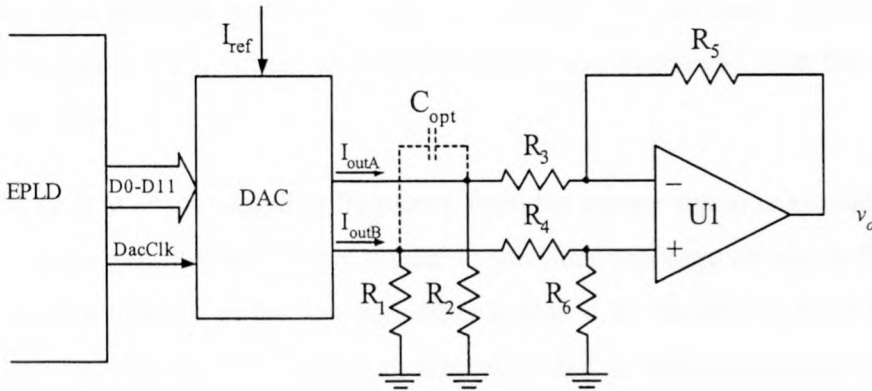 I_ref
R_5
C_opt
EPLD
D0-D11
DAC
I_outA
R_3
U1
v_o
I_outB
R_4
DacClk
R_1
R_2
R_6